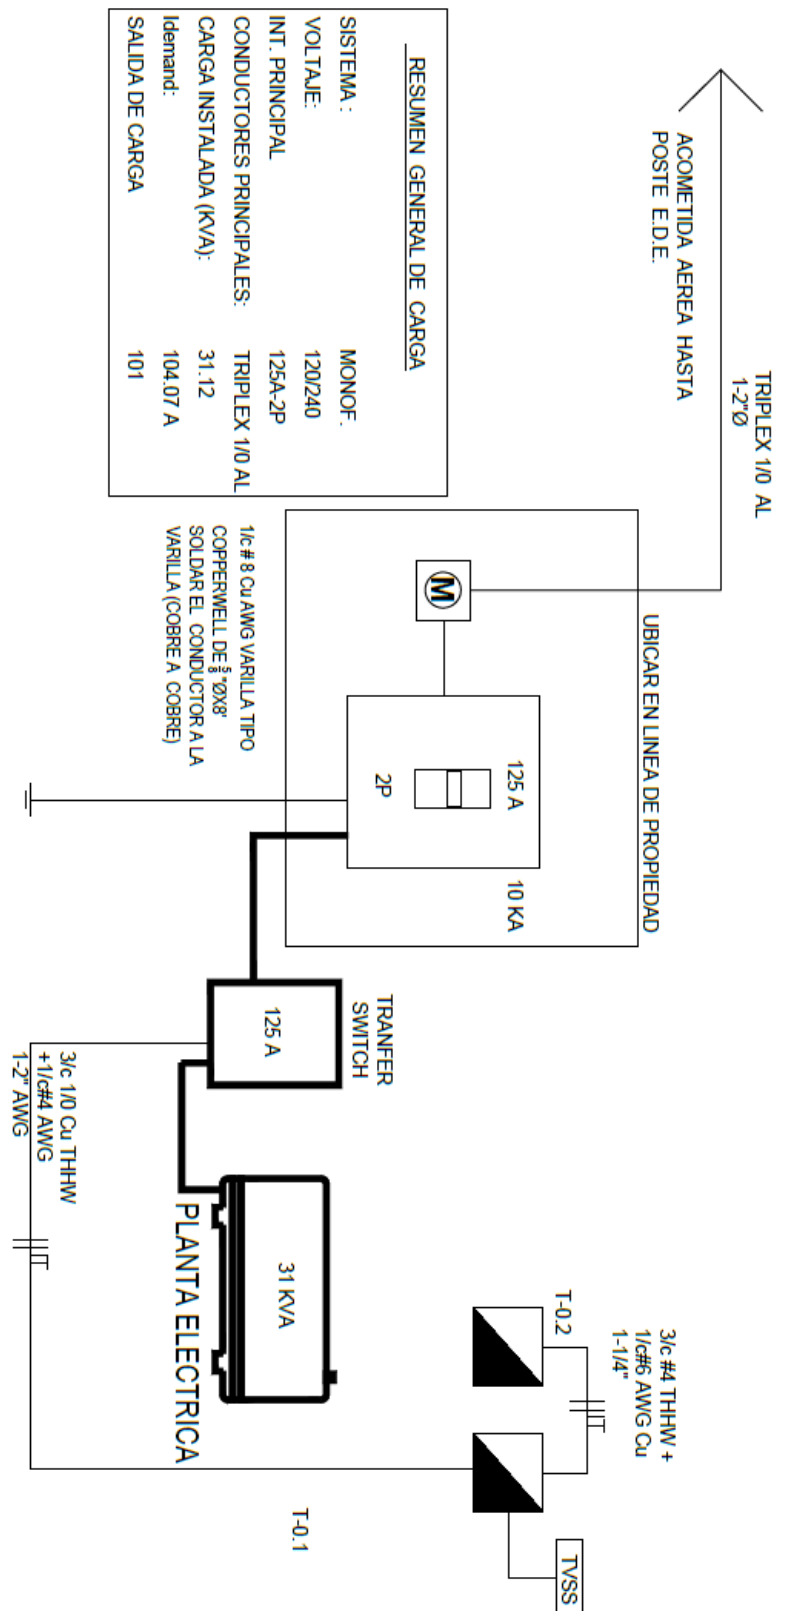 TRIPLEX 1/0 AL
1-2"Ø
ACOMETIDA AEREA HASTA
POSTE E.D.E.
RESUMEN GENERAL DE CARGA
SISTEMA : MONOF.
VOLTAJE: 120/240
INT. PRINCIPAL 125A-2P
CONDUCTORES PRINCIPALES: TRIPLEX 1/0 AL
CARGA INSTALADA (KVA): 31.12
Idemand: 104.07 A
SALIDA DE CARGA 101
UBICAR EN LINEA DE PROPIEDAD
M
125 A
2P
10 KA
1/c # 8 Cu AWG VARILLA TIPO
COPPERWELL DE 5/8"ØX8'
SOLDAR EL CONDUCTOR A LA
VARILLA (COBRE A COBRE)
TRANFER
SWITCH
125 A
3/c 1/0 Cu THHW
+1/c#4 AWG
1-2" AWG
31 KVA
PLANTA ELECTRICA
T-0.2
3/c #4 THHW +
1/c#6 AWG Cu
1-1/4"
T-0.1
TVSS